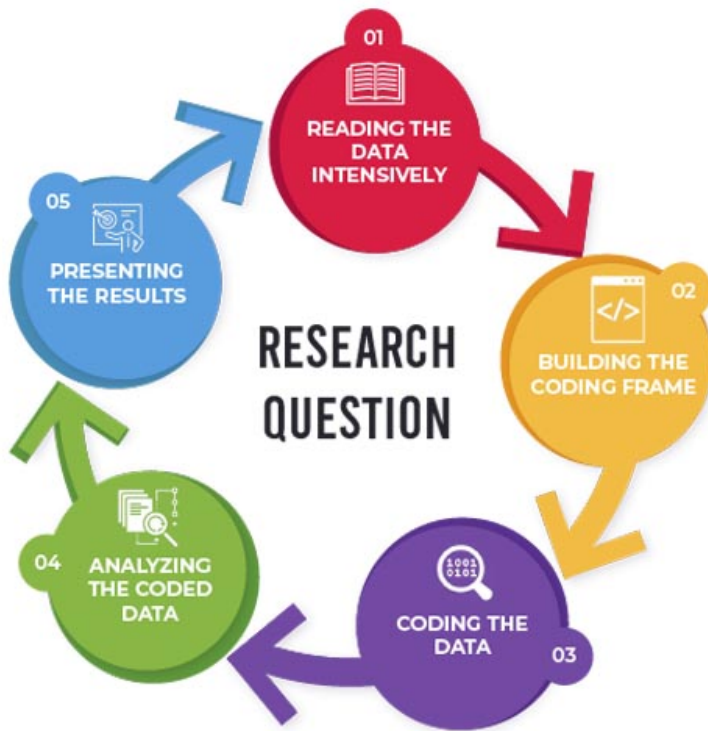 01
READING THE
DATA
INTENSIVELY
02
</>
BUILDING THE
CODING FRAME
1001
0101
CODING THE
DATA
03
04
ANALYZING
THE CODED
DATA
05
PRESENTING
THE RESULTS
RESEARCH
QUESTION